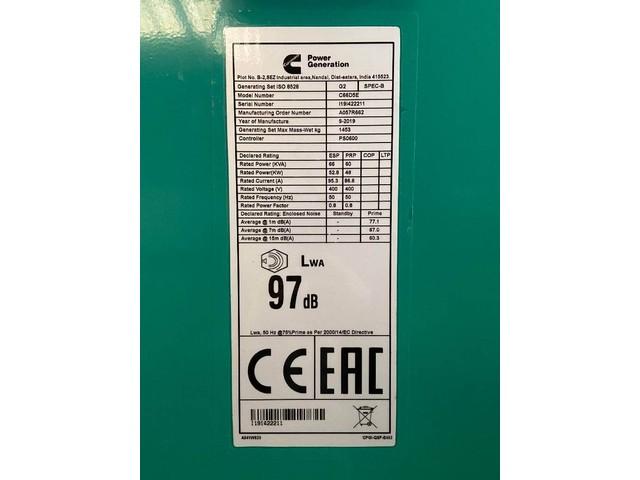 Power
Generation
Plot No. B-2,SEZ Industrial area,Nandal, Dist-satara, India 415523.
Generating Set ISO 8528 G2 SPEC-B
Model Number C66D5E
Serial Number I19I422211
Manufacturing Order Number A057R662
Year of Manufacture 9-2019
Generating Set Max Mass-Wet kg 1453
Controller PS0600
Declared Rating ESP PRP COP LTP
Rated Power (KVA) 66 60
Rated Power(KW) 52.8 48
Rated Current (A) 95.3 86.6
Rated Voltage (V) 400 400
Rated Frequency (Hz) 50 50
Rated Power Factor 0.8 0.8
Declared Rating: Enclosed Noise Standby Prime
Average @ 1m dB(A) - 77.1
Average @ 7m dB(A) - 67.0
Average @ 15m dB(A) - 60.3
LWA
97 dB
Lwa, 50 Hz @75%Prime as Per 2000/14/EC Directive
CE EAC
I19I422211